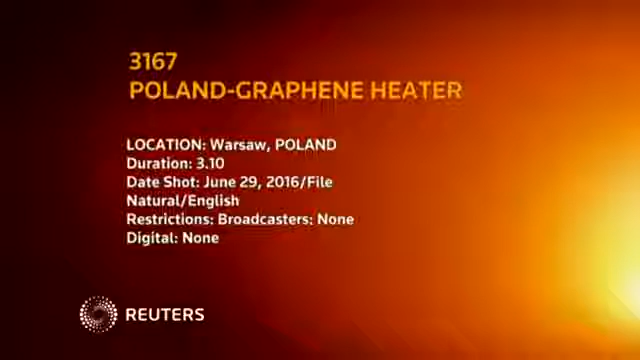 3167
POLAND-GRAPHENE HEATER
LOCATION: Warsaw, POLAND
Duration: 3.10
Date Shot: June 29, 2016/File
Natural/English
Restrictions: Broadcasters: None
Digital: None
REUTERS